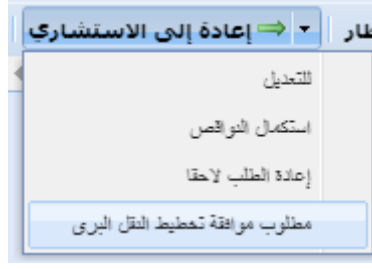 إعادة إلى الاستشاري
للتعديل
استكمال النواقص
إعادة الطلب لاحقا
مطلوب موافقة تخطيط النقل البرى